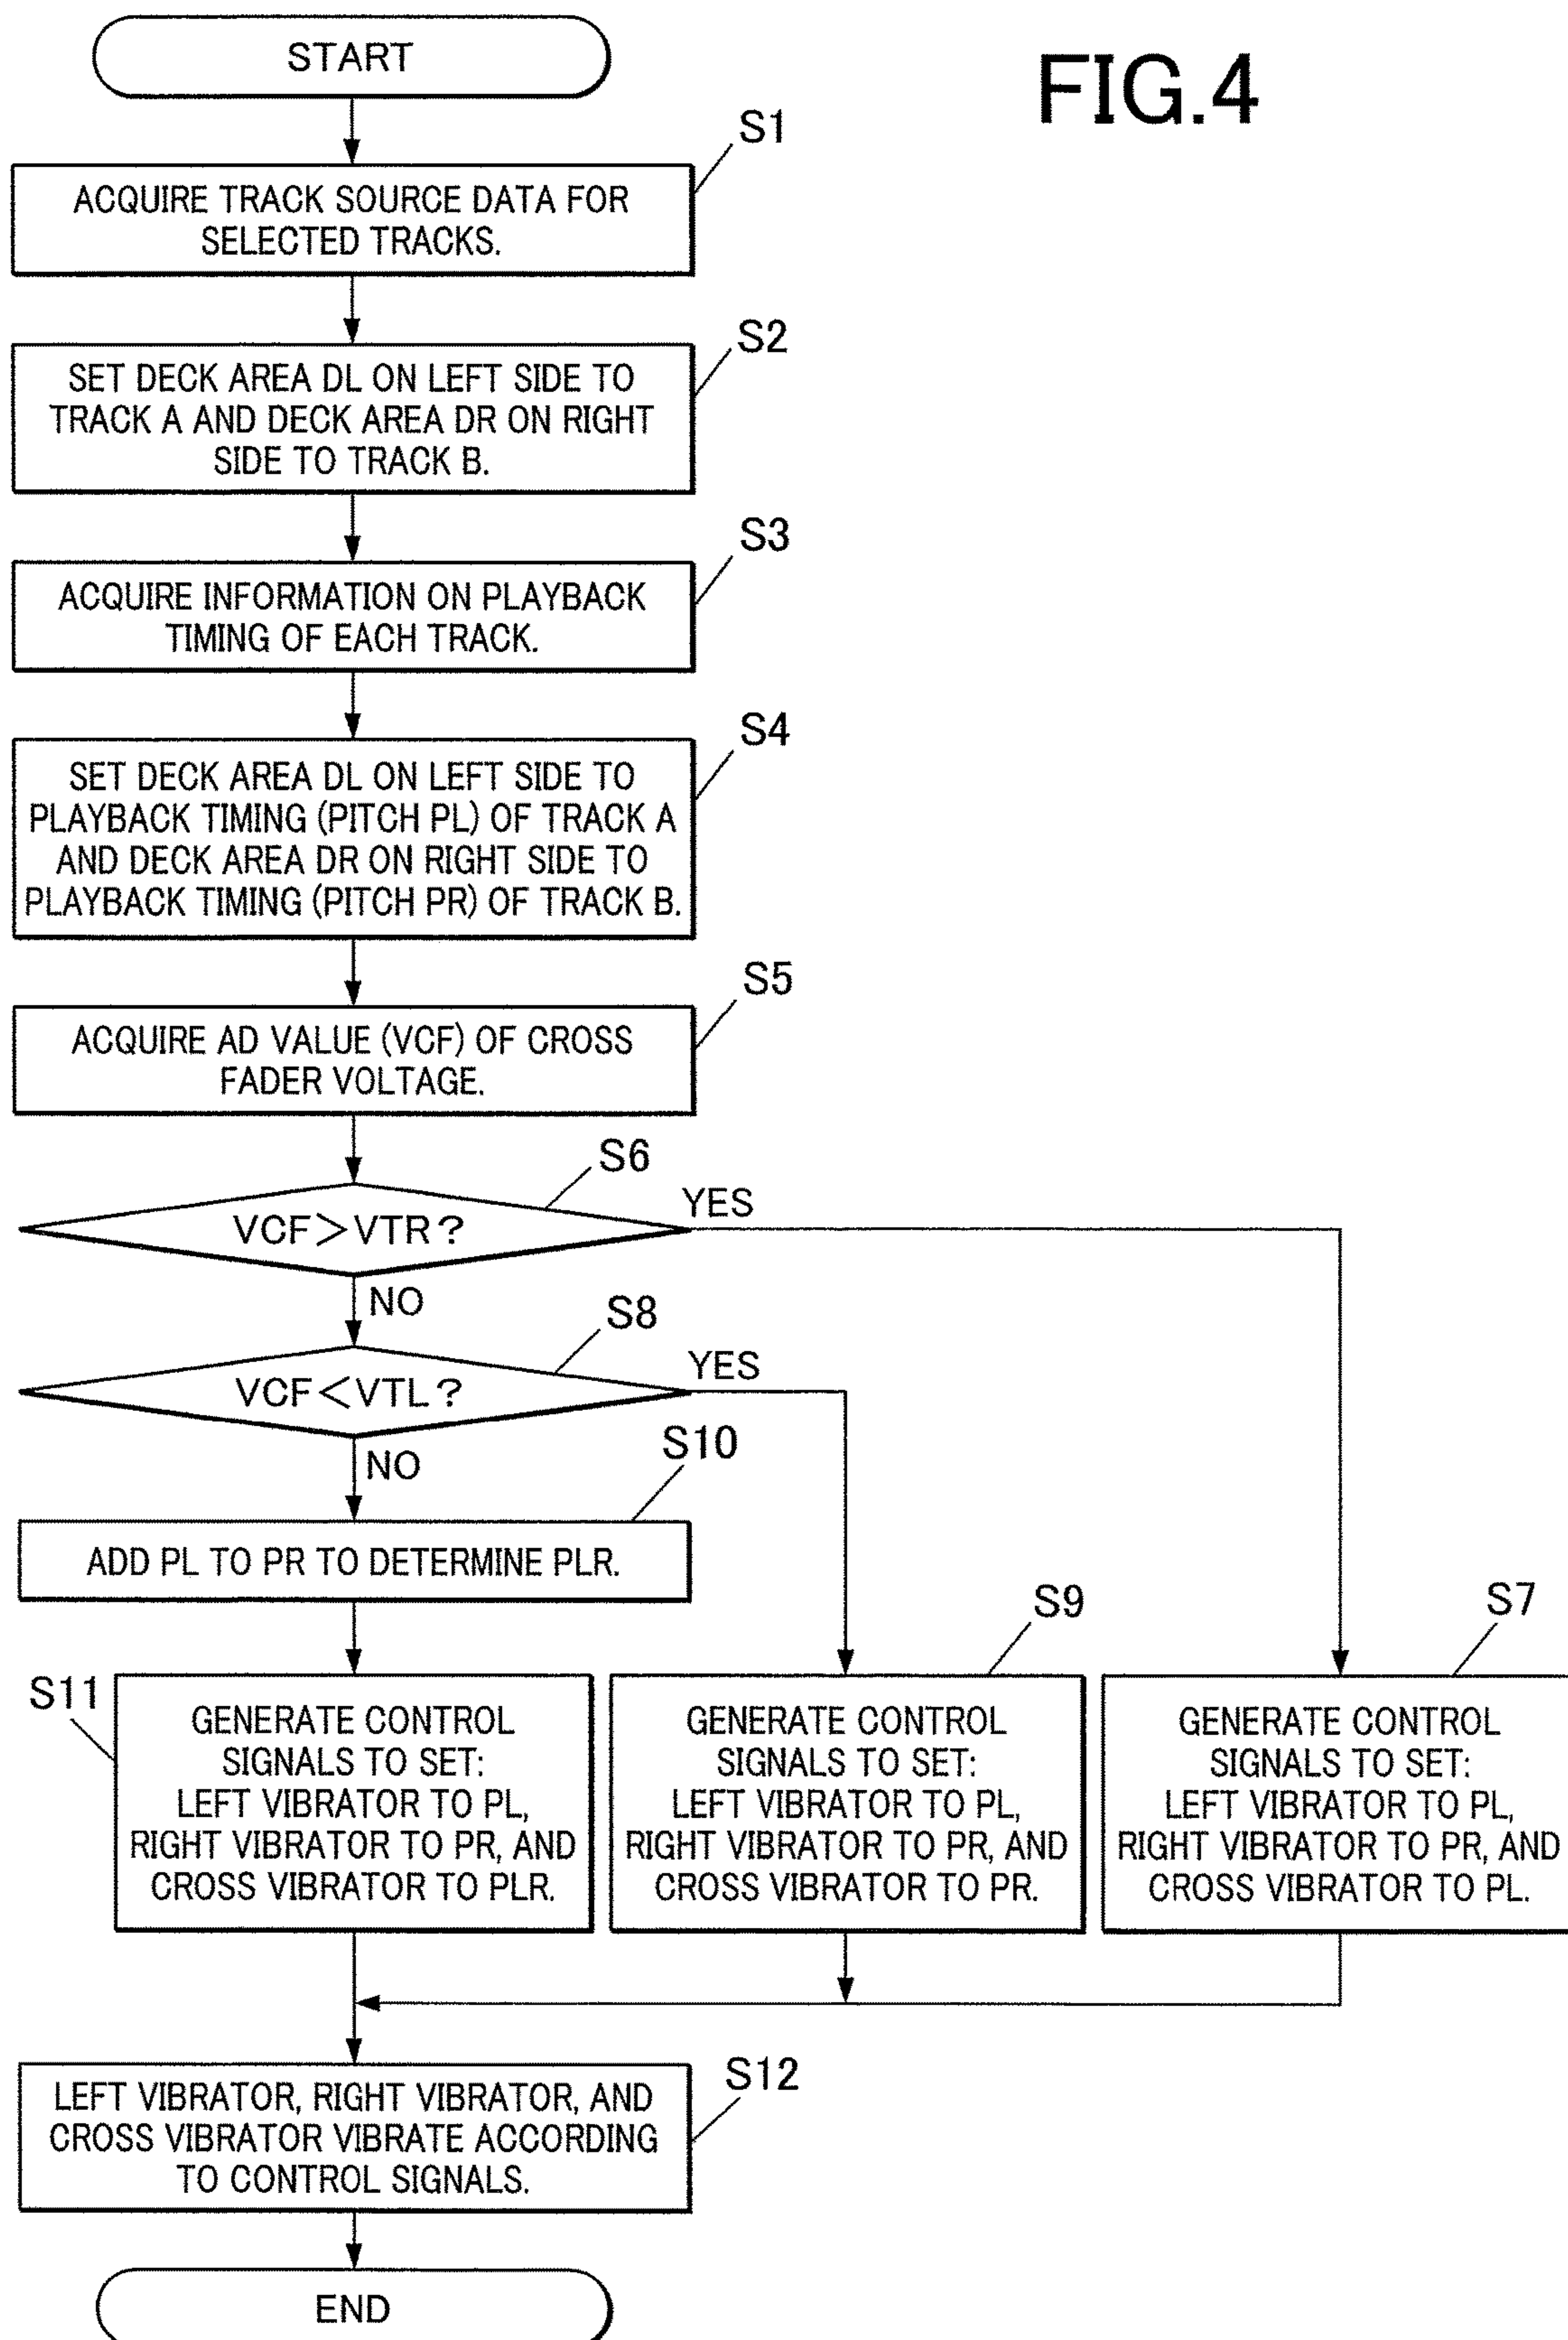 START
FIG.4
S1
ACQUIRE TRACK SOURCE DATA FOR
SELECTED TRACKS.
S2
SET DECK AREA DL ON LEFT SIDE TO
TRACK A AND DECK AREA DR ON RIGHT
SIDE TO TRACK B.
S3
ACQUIRE INFORMATION ON PLAYBACK
TIMING OF EACH TRACK.
S4
SET DECK AREA DL ON LEFT SIDE TO
PLAYBACK TIMING (PITCH PL) OF TRACK A
AND DECK AREA DR ON RIGHT SIDE TO
PLAYBACK TIMING (PITCH PR) OF TRACK B.
S5
ACQUIRE AD VALUE (VCF) OF CROSS
FADER VOLTAGE.
S6
VCF>VTR?
YES
NO
S8
VCF<VTL?
YES
NO
S10
ADD PL TO PR TO DETERMINE PLR.
S11
GENERATE CONTROL
SIGNALS TO SET:
LEFT VIBRATOR TO PL,
RIGHT VIBRATOR TO PR, AND
CROSS VIBRATOR TO PLR.
S9
GENERATE CONTROL
SIGNALS TO SET:
LEFT VIBRATOR TO PL,
RIGHT VIBRATOR TO PR, AND
CROSS VIBRATOR TO PR.
S7
GENERATE CONTROL
SIGNALS TO SET:
LEFT VIBRATOR TO PL,
RIGHT VIBRATOR TO PR, AND
CROSS VIBRATOR TO PL.
S12
LEFT VIBRATOR, RIGHT VIBRATOR, AND
CROSS VIBRATOR VIBRATE ACCORDING
TO CONTROL SIGNALS.
END